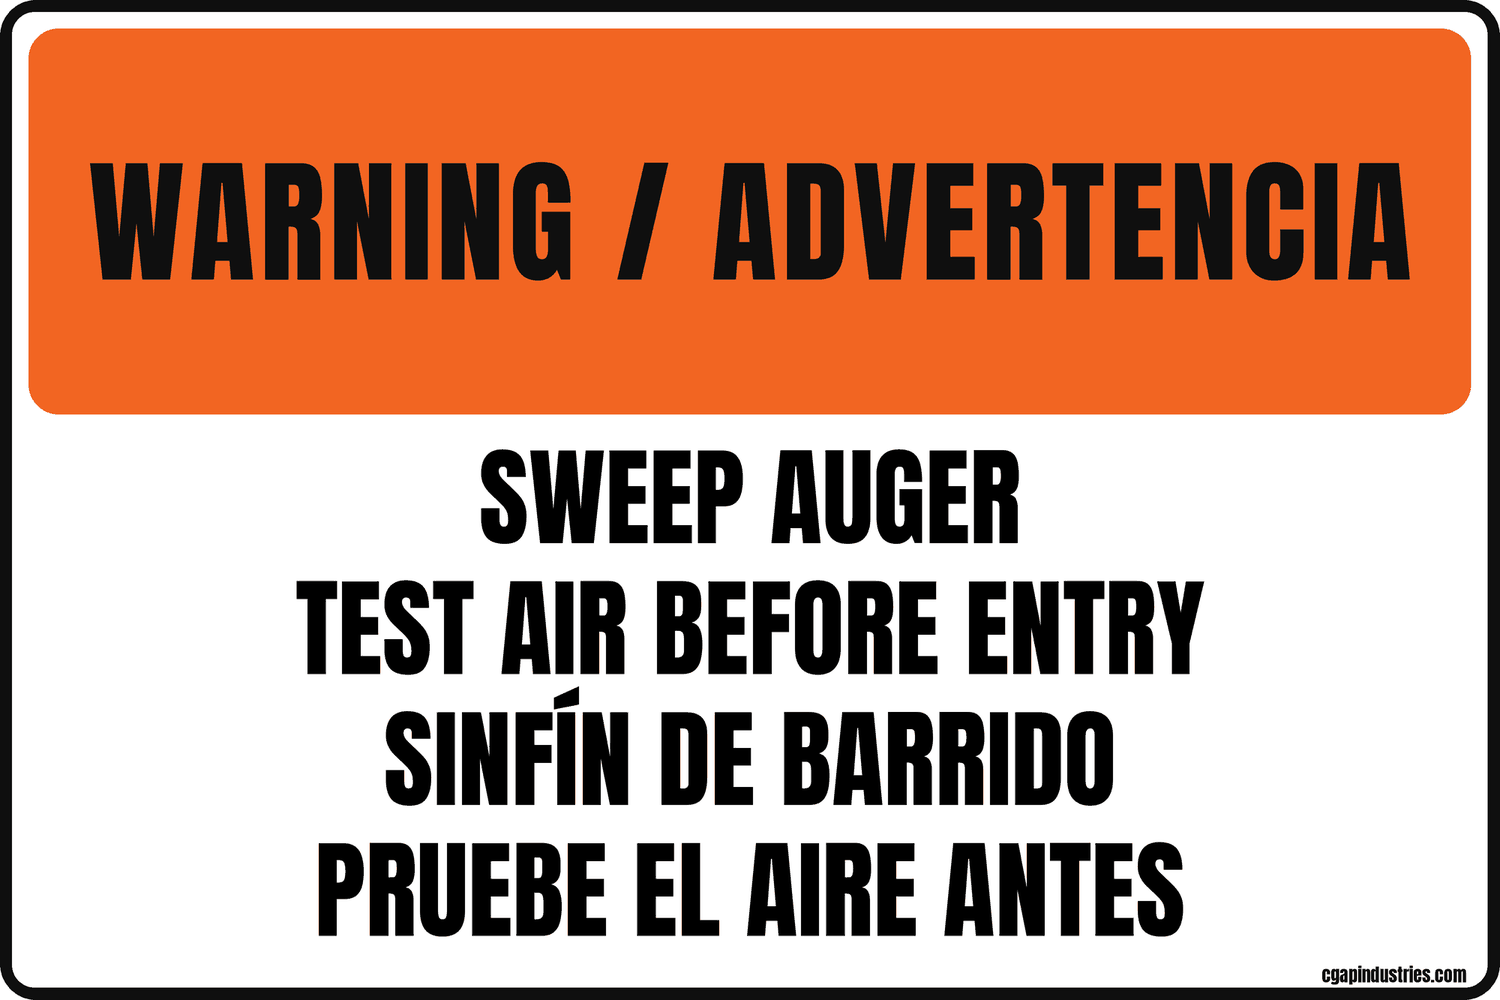 WARNING / ADVERTENCIA
SWEEP AUGER
TEST AIR BEFORE ENTRY
SINFÍN DE BARRIDO
PRUEBE EL AIRE ANTES
cgapindustries.com